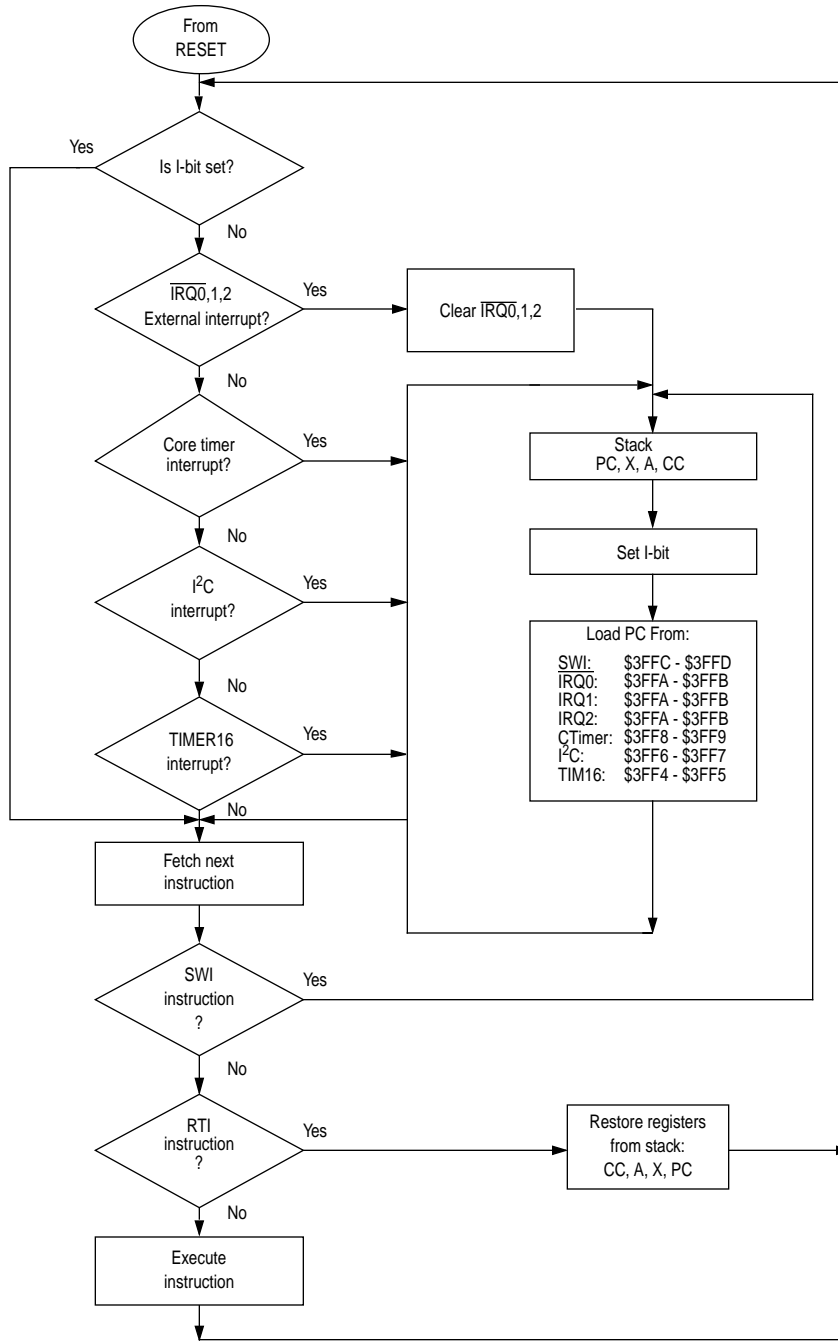 From
RESET
Yes
Is I-bit set?
No
IRQ0,1,2
External interrupt?
Yes
Clear IRQ0,1,2
No
Core timer
interrupt?
Yes
Stack
PC, X, A, CC
No
Set I-bit
I²C
interrupt?
Yes
Load PC From:
SWI: $3FFC - $3FFD
IRQ0: $3FFA - $3FFB
IRQ1: $3FFA - $3FFB
IRQ2: $3FFA - $3FFB
CTimer: $3FF8 - $3FF9
I²C: $3FF6 - $3FF7
TIM16: $3FF4 - $3FF5
No
TIMER16
interrupt?
Yes
No
Fetch next
instruction
SWI
instruction
?
Yes
No
RTI
instruction
?
Yes
Restore registers
from stack:
CC, A, X, PC
No
Execute
instruction